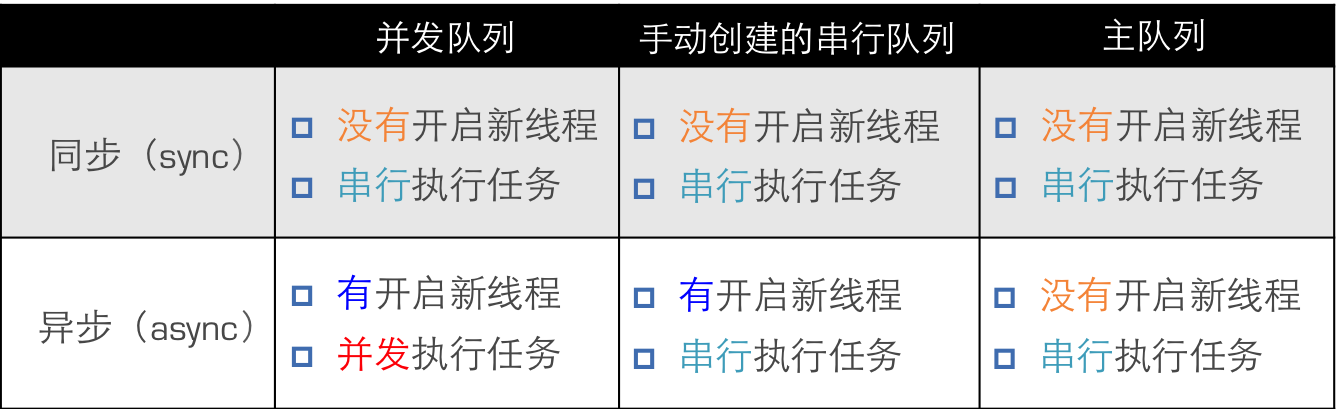 并发队列 手动创建的串行队列 主队列
同步（sync） 没有开启新线程 没有开启新线程 没有开启新线程
串行执行任务 串行执行任务 串行执行任务
异步（async） 有开启新线程 有开启新线程 没有开启新线程
并发执行任务 串行执行任务 串行执行任务